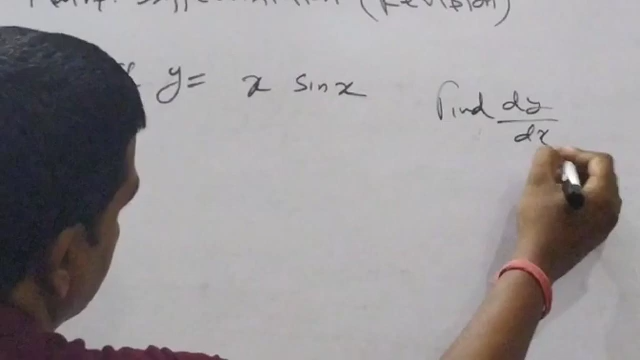 (Revision)
y = x sin x Find dy/dx